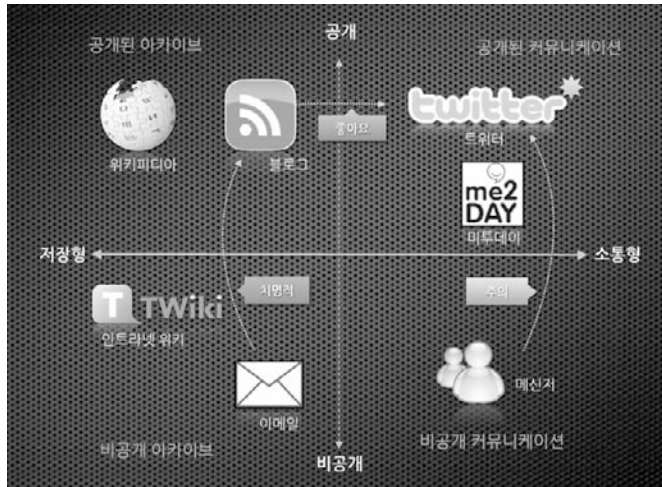 공개
공개된 아카이브
공개된 커뮤니케이션
twitter
좋아요
트위터
위키피디아
블로그
me2
DAY
미투데이
저장형
소통형
치명적
주의
T TWiki
인트라넷 위키
메신저
이메일
비공개 아카이브
비공개 커뮤니케이션
비공개